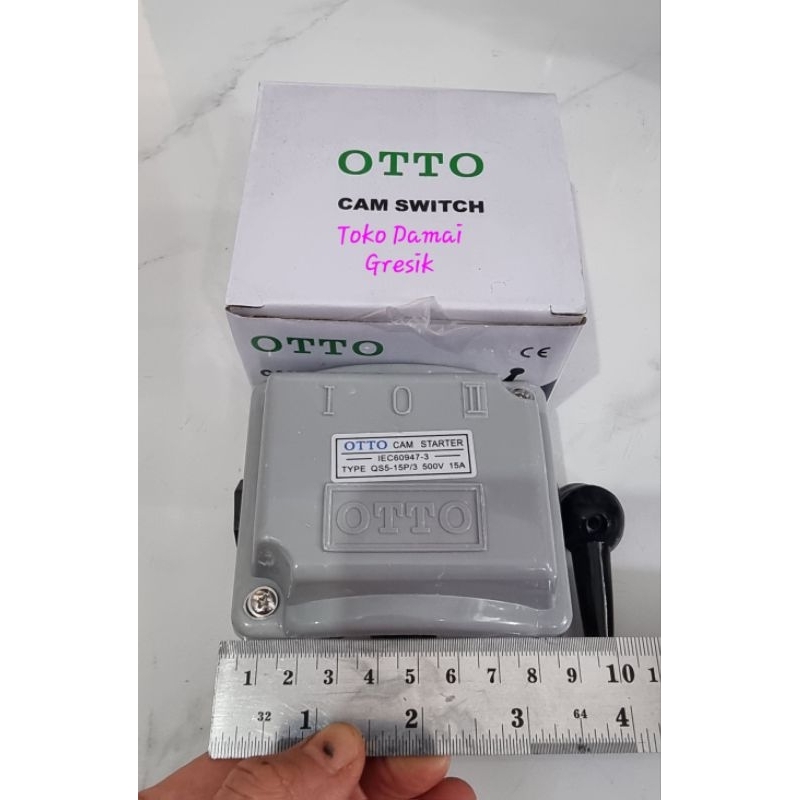 OTTO
CAM SWITCH
Toko Damai
Gresik
OTTO
CE
I O II
OTTO CAM STARTER
IEC60947-3
TYPE QS5-15P/3 500V 15A
OTTO
1 2 3 4 5 6 7 8 9 10 1
32 1 2 3 64 4